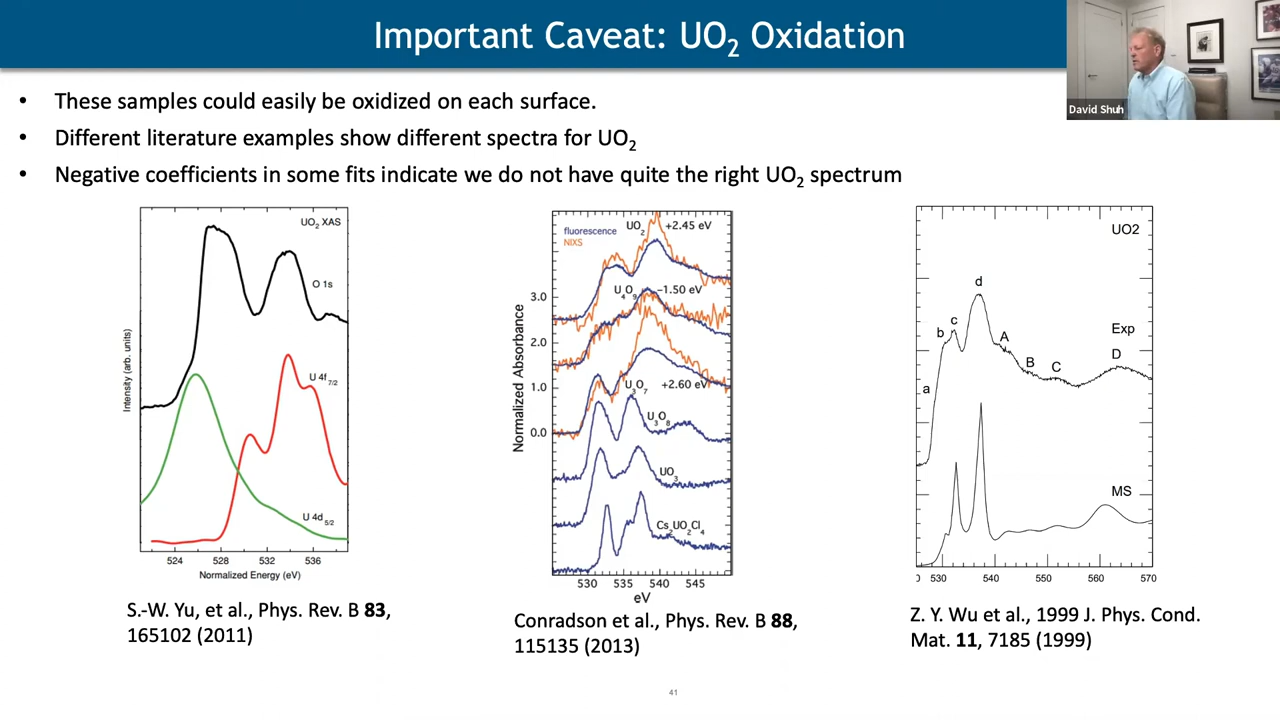 Important Caveat: UO2 Oxidation
David Shuh
• These samples could easily be oxidized on each surface.
• Different literature examples show different spectra for UO2
• Negative coefficients in some fits indicate we do not have quite the right UO2 spectrum
UO2 XAS
O 1s
U 4f7/2
U 4d5/2
Intensity (arb. units)
524 528 532 536
Normalized Energy (eV)
S.-W. Yu, et al., Phys. Rev. B 83,
165102 (2011)
fluorescence
NIXS
UO2 +2.45 eV
U4O9 -1.50 eV
U3O7 +2.60 eV
U3O8
UO3
Cs2UO2Cl4
Normalized Absorbance
3.0
2.0
1.0
0.0
530 535 540 545
eV
Conradson et al., Phys. Rev. B 88,
115135 (2013)
UO2
d
b c
A
Exp
B C D
a
MS
0 530 540 550 560 570
Z. Y. Wu et al., 1999 J. Phys. Cond.
Mat. 11, 7185 (1999)
41